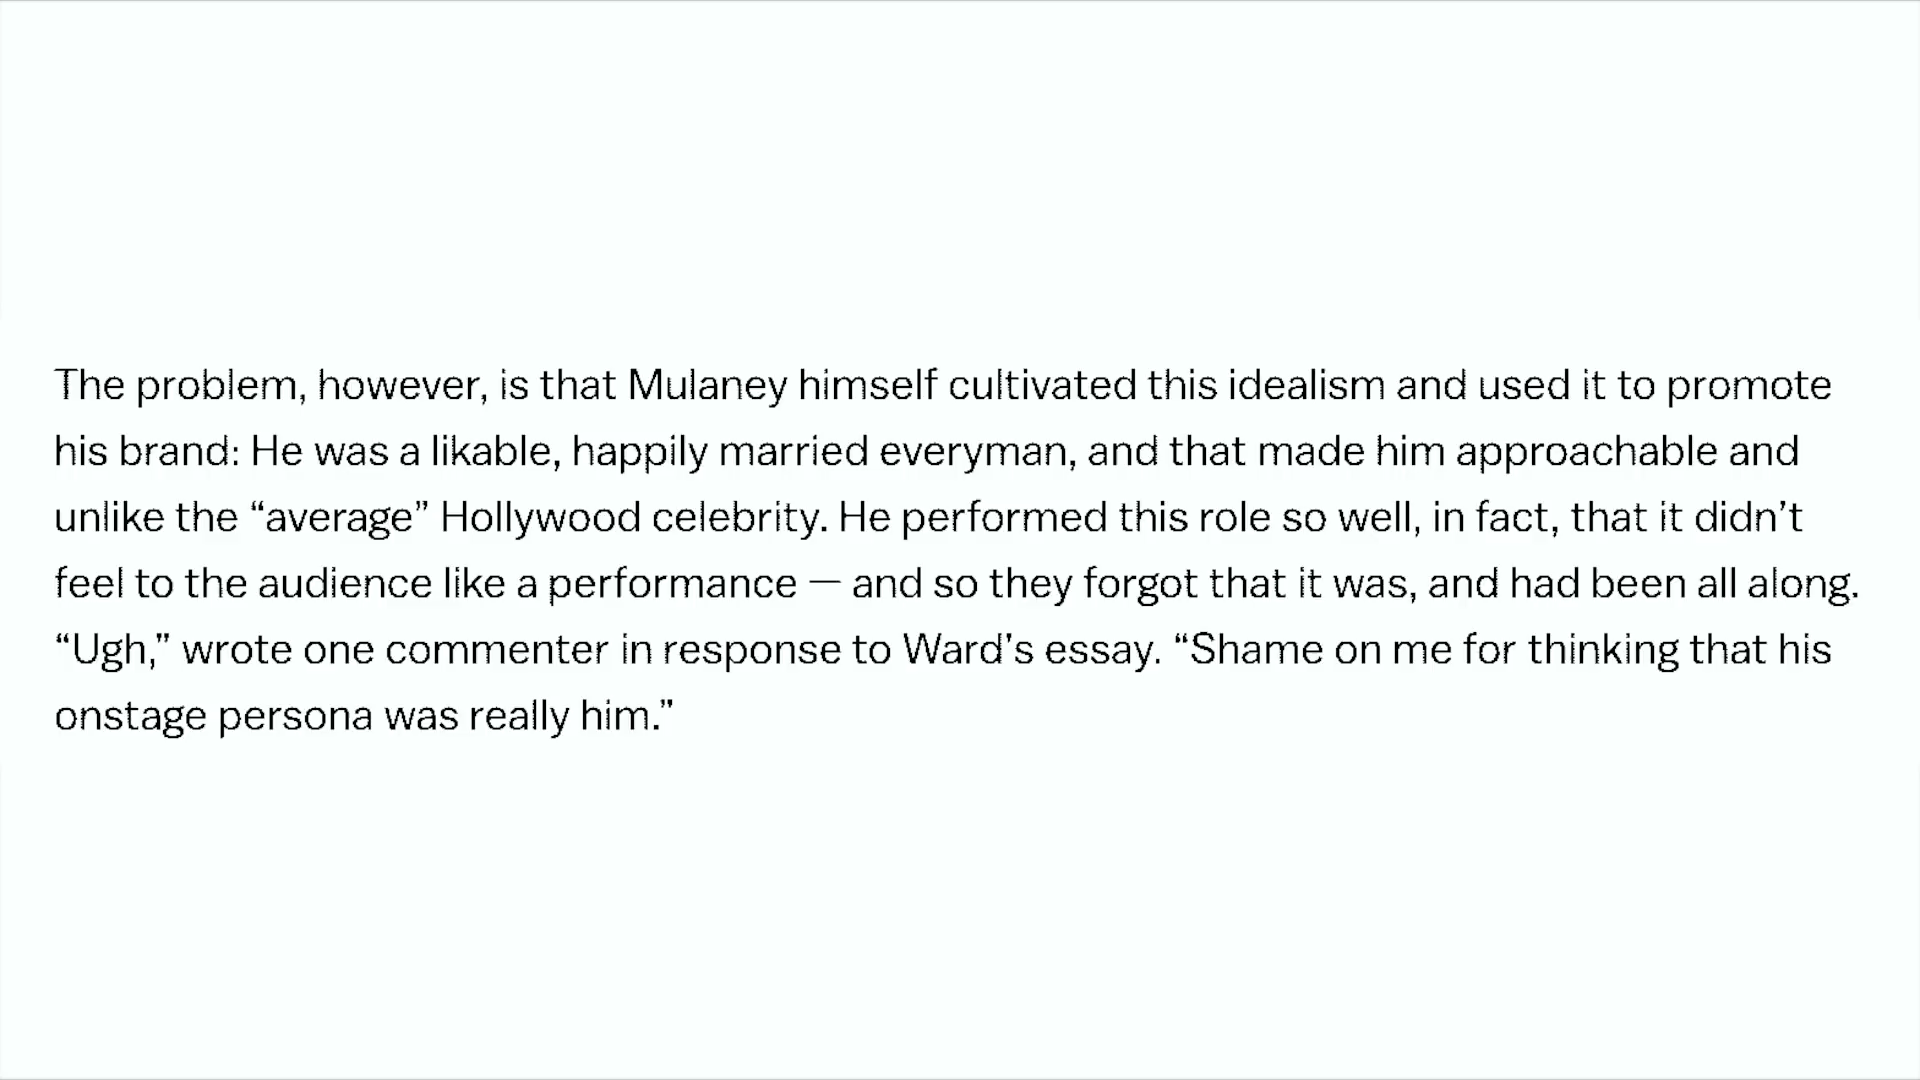 The problem, however, is that Mulaney himself cultivated this idealism and used it to promote
his brand: He was a likable, happily married everyman, and that made him approachable and
unlike the “average” Hollywood celebrity. He performed this role so well, in fact, that it didn’t
feel to the audience like a performance — and so they forgot that it was, and had been all along.
“Ugh,” wrote one commenter in response to Ward’s essay. “Shame on me for thinking that his
onstage persona was really him.”